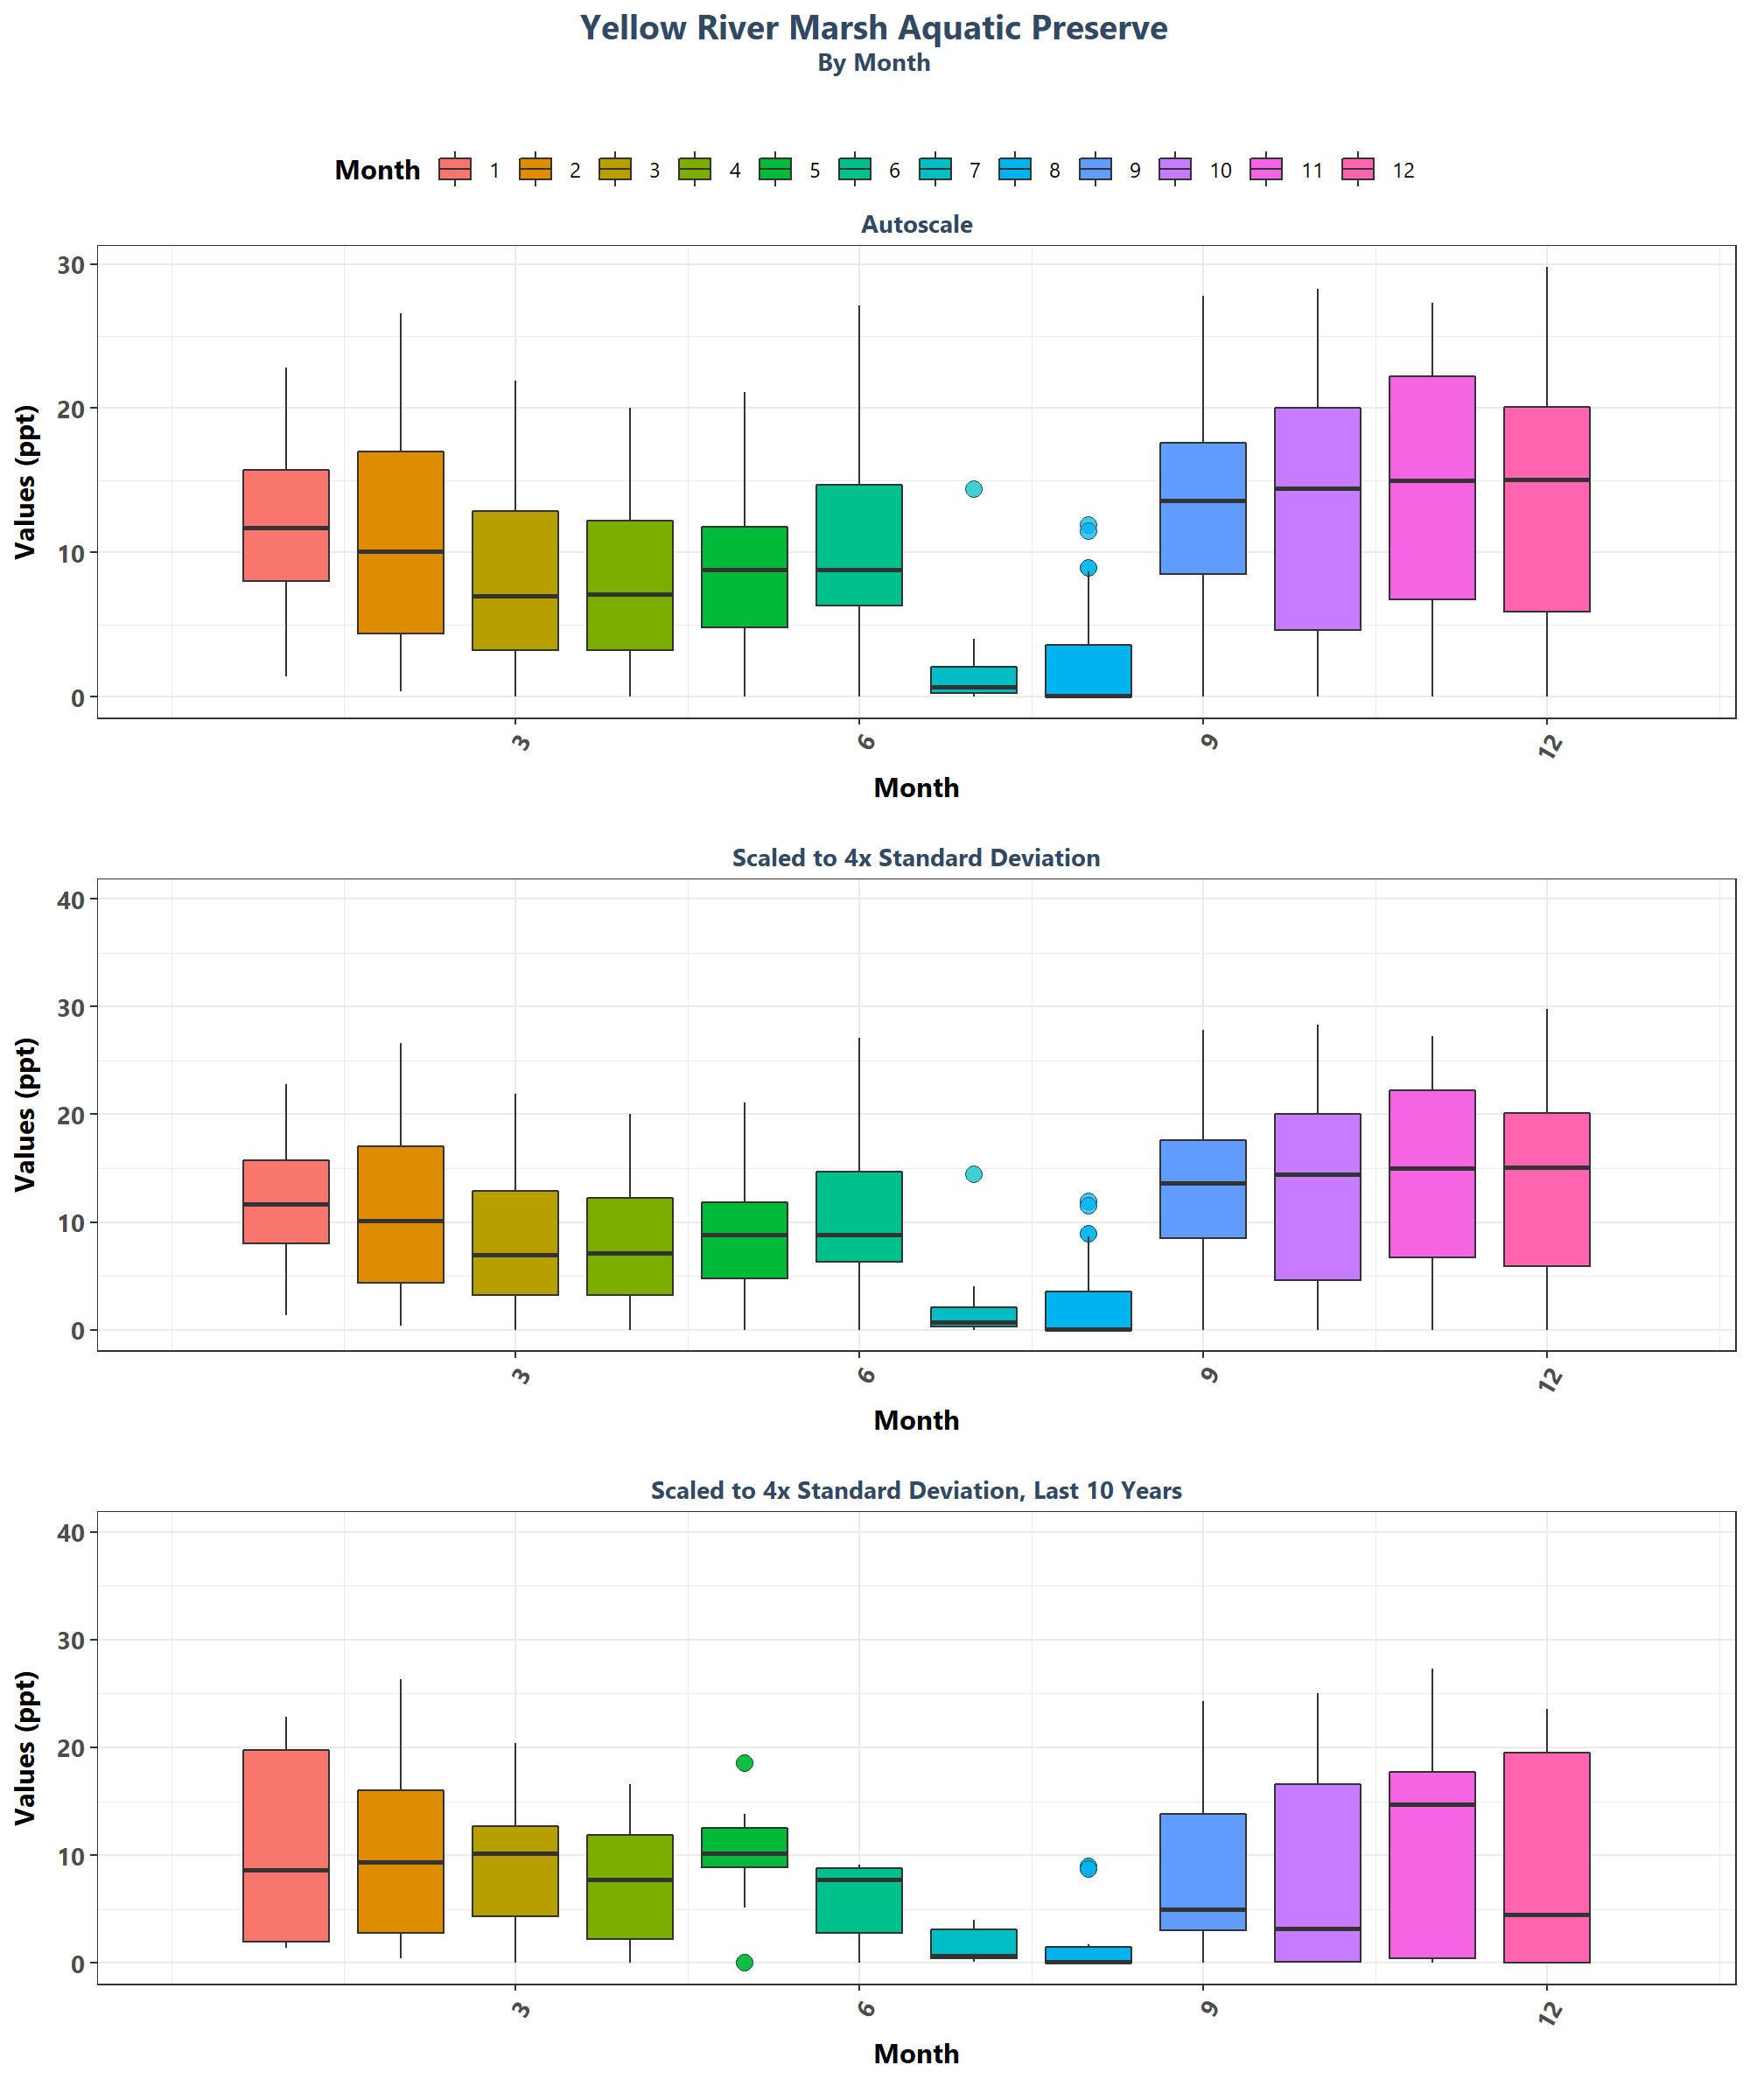 Yellow River Marsh Aquatic Preserve
By Month
Month 1 2 3 4 5 6 7 8 9 10 11 12
Autoscale
Values (ppt)
30
20
10
0
3 6 9 12
Month
Scaled to 4x Standard Deviation
Values (ppt)
40
30
20
10
0
3 6 9 12
Month
Scaled to 4x Standard Deviation, Last 10 Years
Values (ppt)
40
30
20
10
0
3 6 9 12
Month